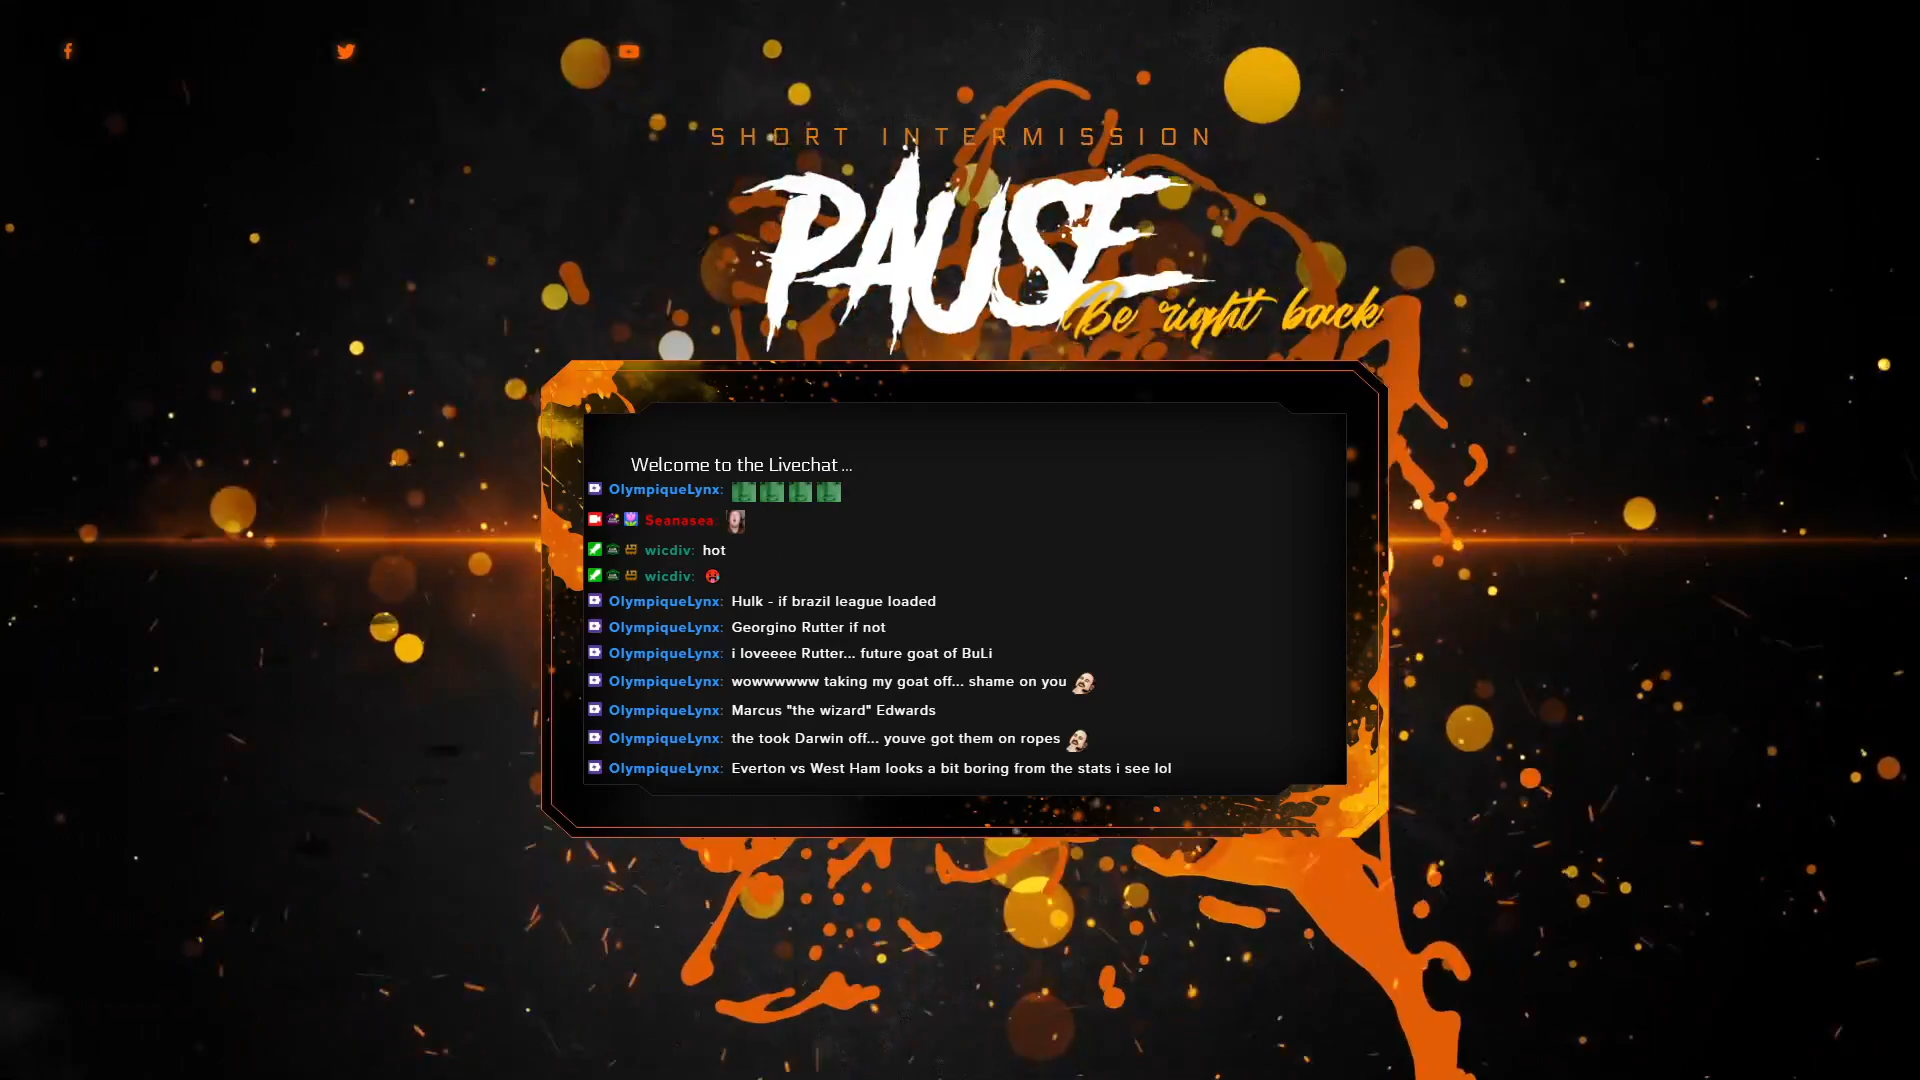 SHORT INTERMISSION
PAUSE
Be right back
Welcome to the Livechat ...
OlympiqueLynx:
Seanasea:
wicdiv: hot
wicdiv:
OlympiqueLynx: Hulk - if brazil league loaded
OlympiqueLynx: Georgino Rutter if not
OlympiqueLynx: i loveeee Rutter... future goat of BuLi
OlympiqueLynx: wowwwwww taking my goat off... shame on you
OlympiqueLynx: Marcus "the wizard" Edwards
OlympiqueLynx: the took Darwin off... youve got them on ropes
OlympiqueLynx: Everton vs West Ham looks a bit boring from the stats i see lol